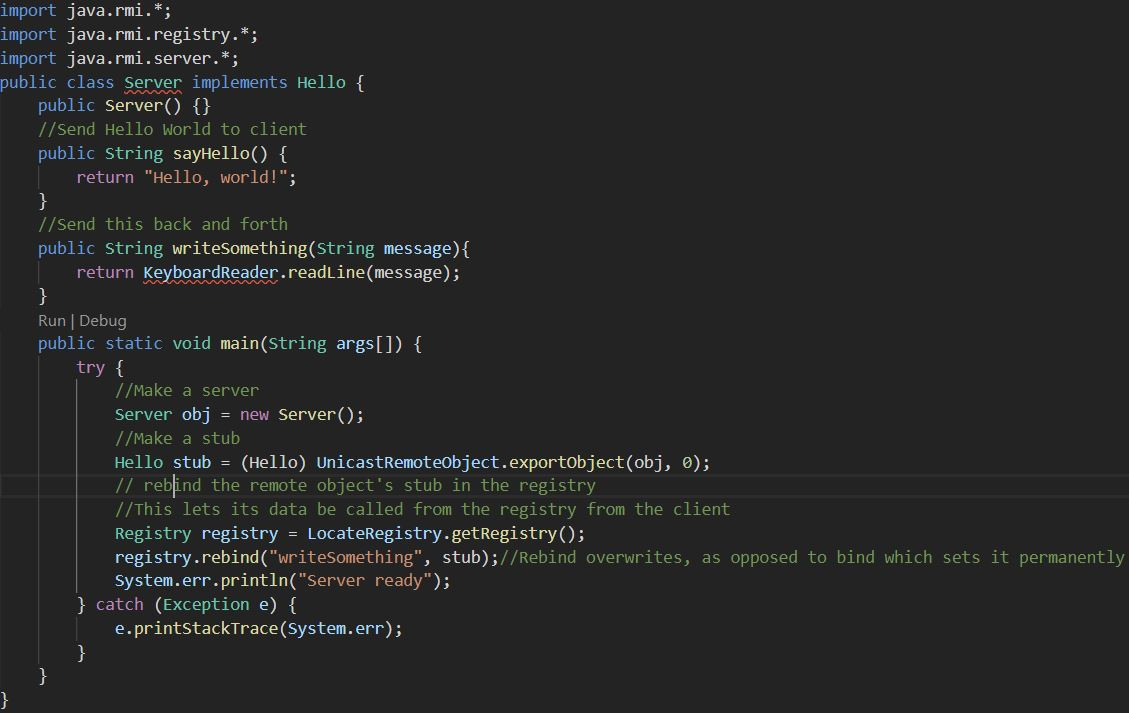 import java.rmi.*;
import java.rmi.registry.*;
import java.rmi.server.*;
public class Server implements Hello {
    public Server() {}
    //Send Hello World to client
    public String sayHello() {
        return "Hello, world!";
    }
    //Send this back and forth
    public String writeSomething(String message){
        return KeyboardReader.readLine(message);
    }
    Run | Debug
    public static void main(String args[]) {
        try {
            //Make a server
            Server obj = new Server();
            //Make a stub
            Hello stub = (Hello) UnicastRemoteObject.exportObject(obj, 0);
            // rebind the remote object's stub in the registry
            //This lets its data be called from the registry from the client
            Registry registry = LocateRegistry.getRegistry();
            registry.rebind("writeSomething", stub);//Rebind overwrites, as opposed to bind which sets it permanently
            System.err.println("Server ready");
        } catch (Exception e) {
            e.printStackTrace(System.err);
        }
    }
}